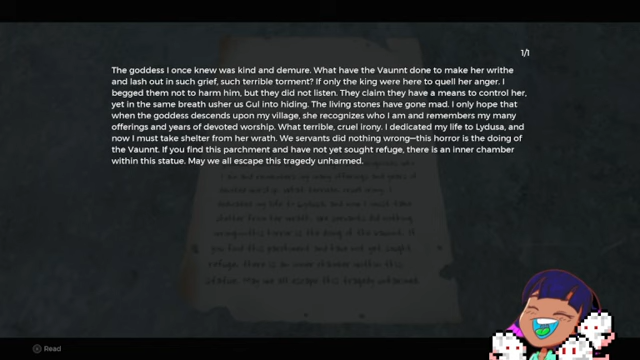 1/1
The goddess I once knew was kind and demure. What have the Vaunnt done to make her writhe
and lash out in such grief, such terrible torment? If only the king were here to quell her anger. I
begged them not to harm him, but they did not listen. They claim they have a means to control her,
yet in the same breath usher us Gul into hiding. The living stones have gone mad. I only hope that
when the goddess descends upon my village, she recognizes who I am and remembers my many
offerings and years of devoted worship. What terrible, cruel irony. I dedicated my life to Lydusa, and
now I must take shelter from her wrath. We servants did nothing wrong—this horror is the doing of
the Vaunnt. If you find this parchment and have not yet sought refuge, there is an inner chamber
within this statue. May we all escape this tragedy unharmed.
Read